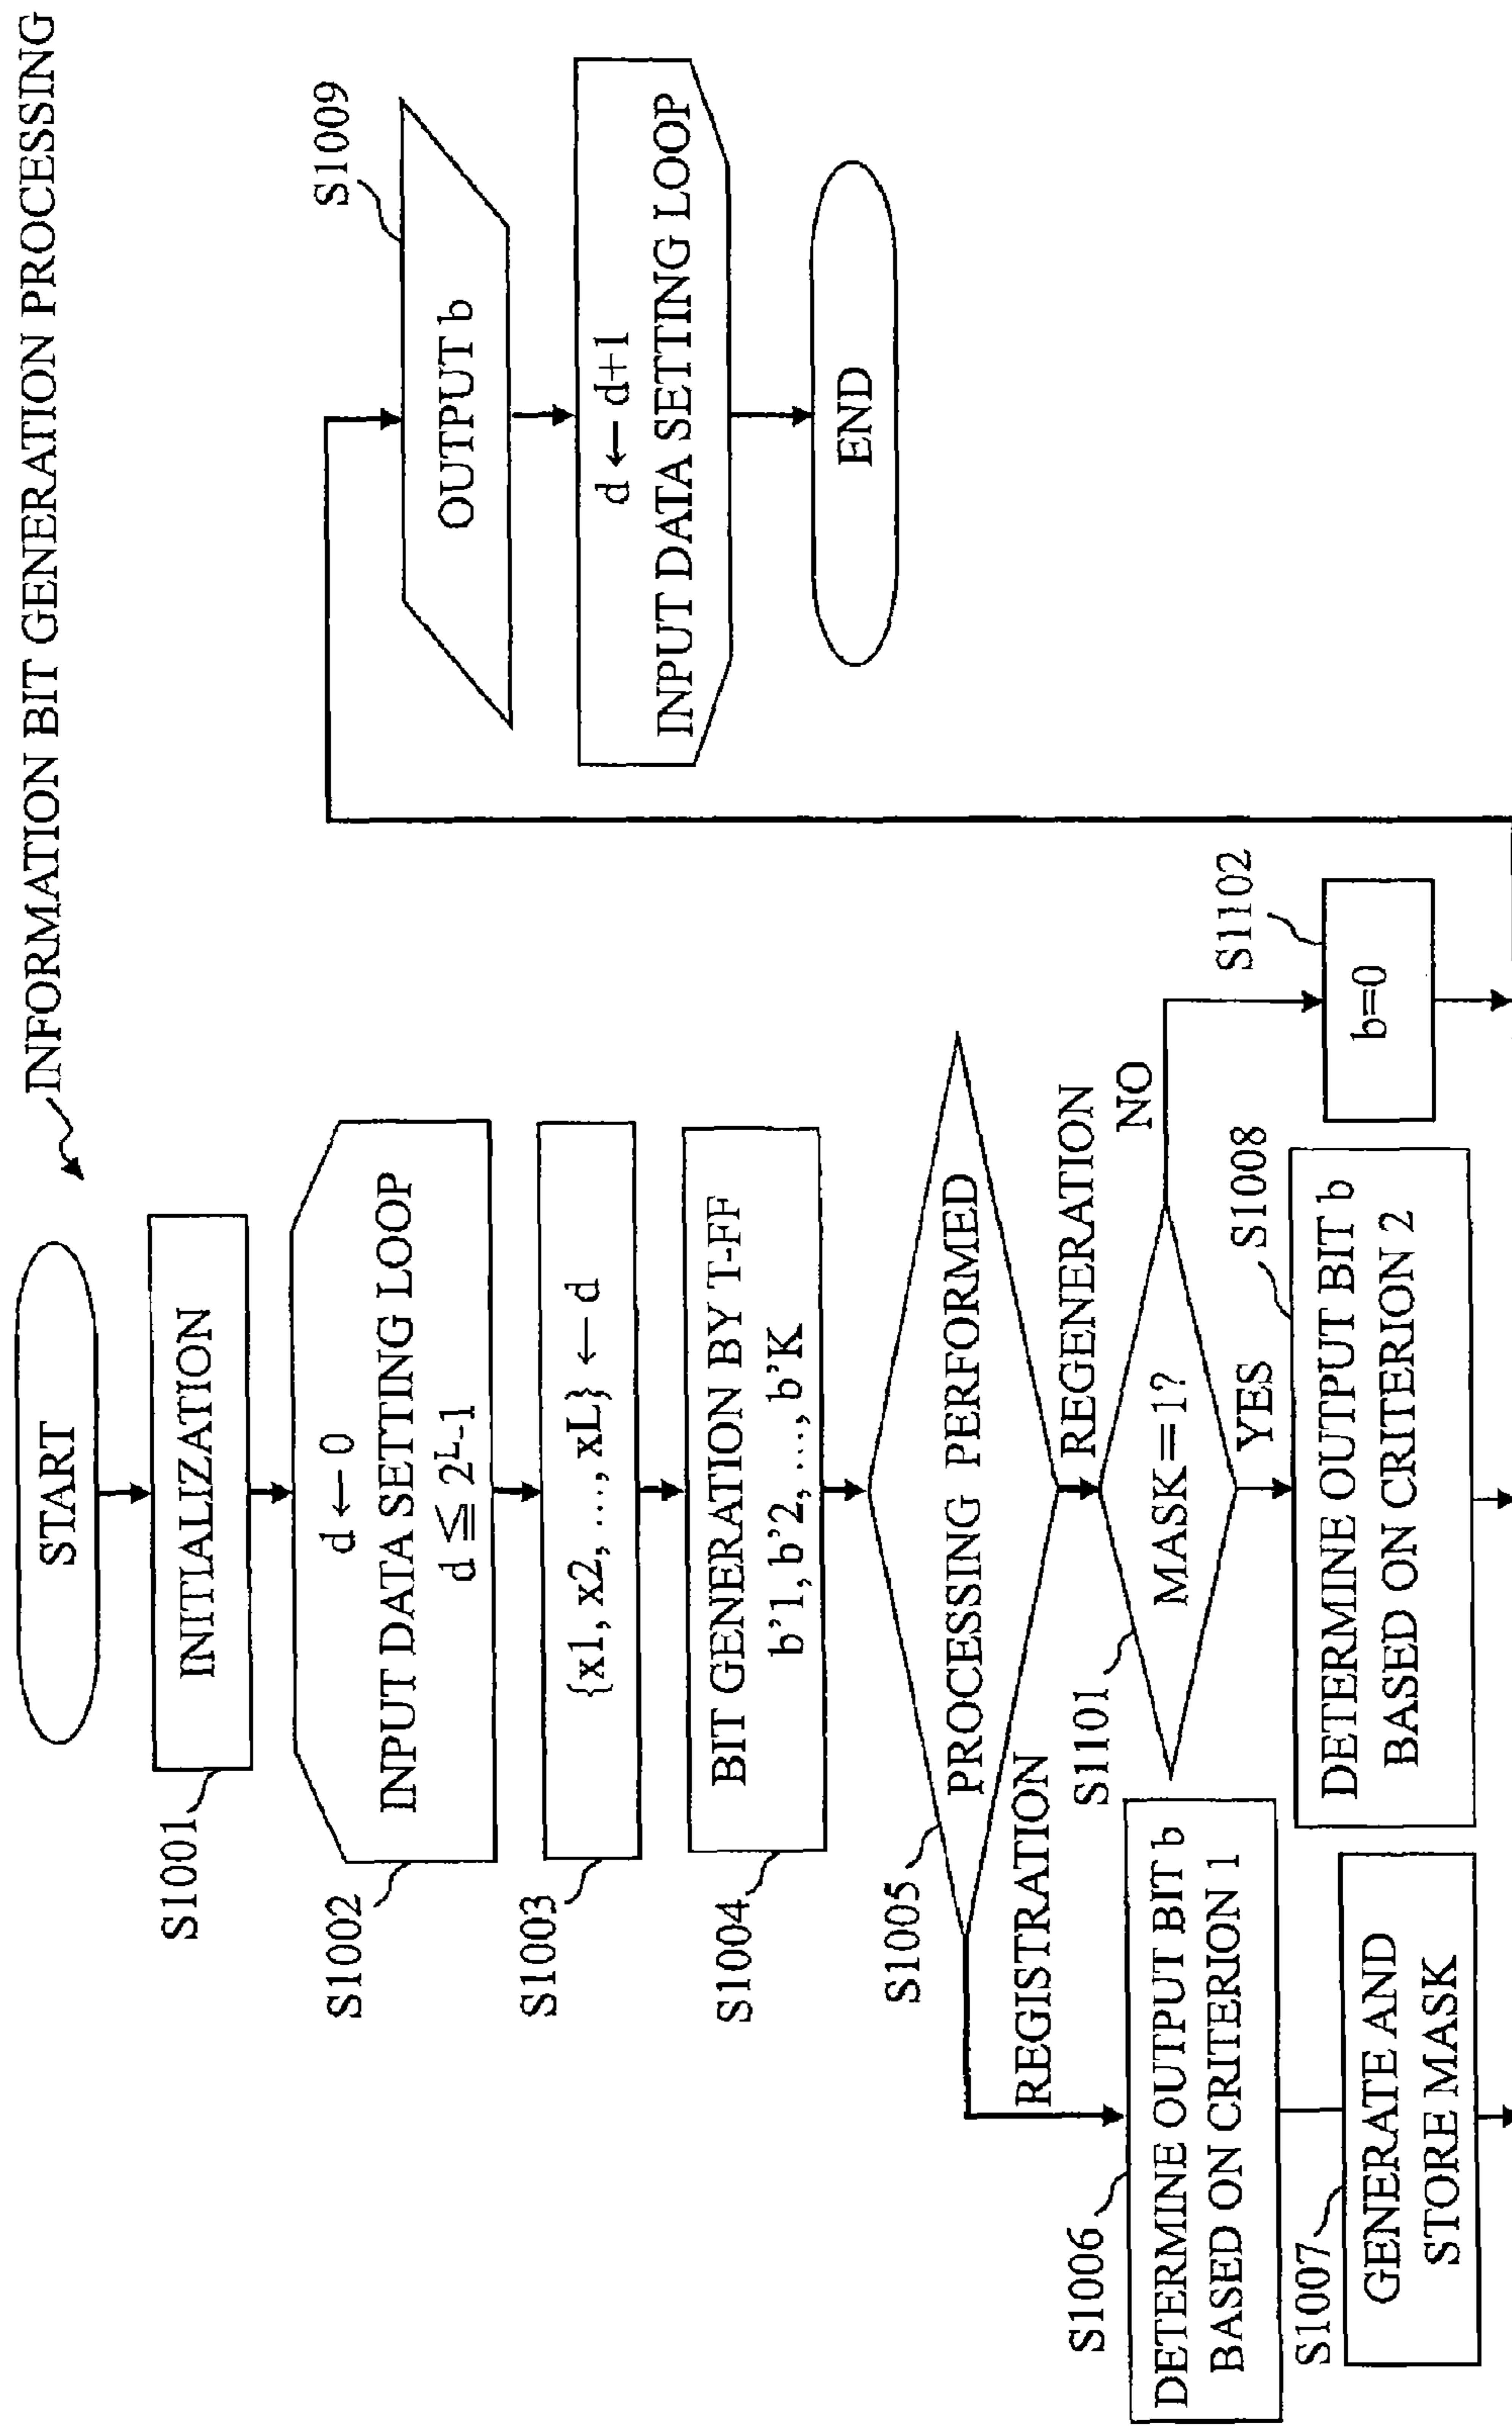 INFORMATION BIT GENERATION PROCESSING
START
S1001
INITIALIZATION
S1002
d ← 0
INPUT DATA SETTING LOOP
d ≦ 2^L-1
S1003
{x1, x2, ..., xL} ← d
S1004
BIT GENERATION BY T-FF
b'1, b'2, ..., b'K
S1005
PROCESSING PERFORMED
REGISTRATION
REGENERATION
S1101
MASK=1?
NO
YES
S1006
DETERMINE OUTPUT BIT b
BASED ON CRITERION 1
S1007
GENERATE AND
STORE MASK
S1008
DETERMINE OUTPUT BIT b
BASED ON CRITERION 2
S1102
b=0
S1009
OUTPUT b
d ← d+1
INPUT DATA SETTING LOOP
END